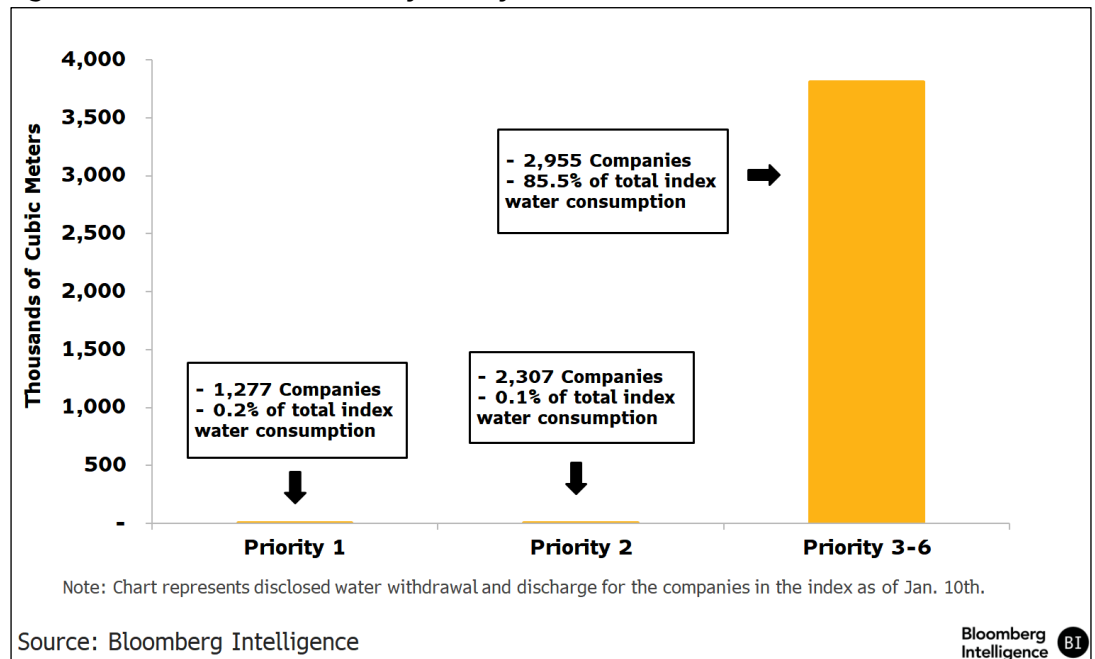 4,000
3,500
3,000
2,500
2,000
1,500
1,000
500
-
Thousands of Cubic Meters
- 2,955 Companies
- 85.5% of total index
water consumption
- 1,277 Companies
- 0.2% of total index
water consumption
- 2,307 Companies
- 0.1% of total index
water consumption
Priority 1
Priority 2
Priority 3-6
Note: Chart represents disclosed water withdrawal and discharge for the companies in the index as of Jan. 10th.
Source: Bloomberg Intelligence
Bloomberg
Intelligence
BI